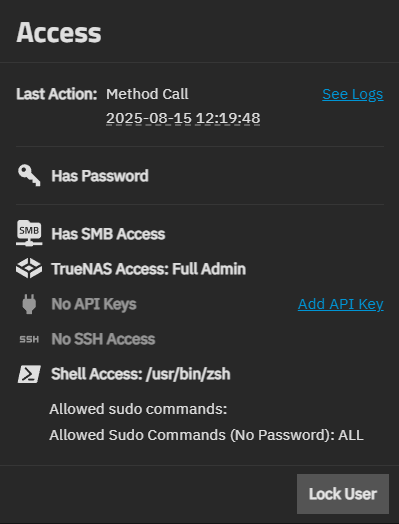 Access
Last Action: Method Call See Logs
2025-08-15 12:19:48
Has Password
SMB Has SMB Access
TrueNAS Access: Full Admin
No API Keys Add API Key
SSH No SSH Access
Shell Access: /usr/bin/zsh
Allowed sudo commands:
Allowed Sudo Commands (No Password): ALL
Lock User